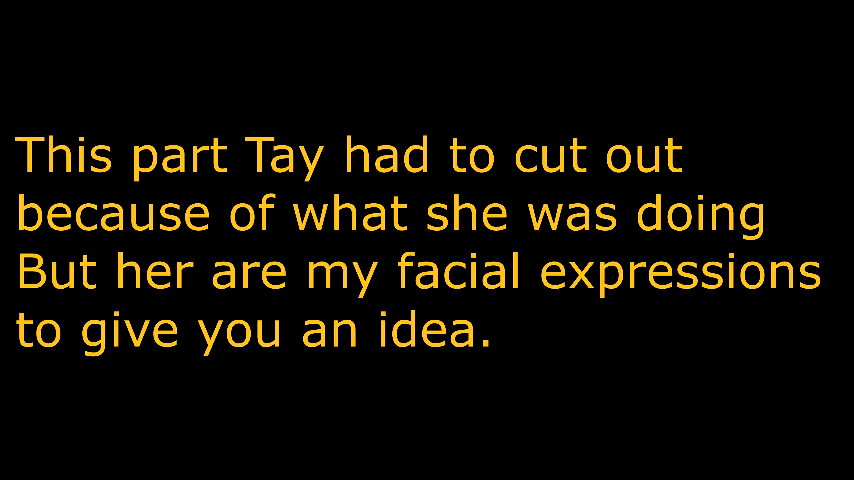 This part Tay had to cut out
because of what she was doing
But her are my facial expressions
to give you an idea.